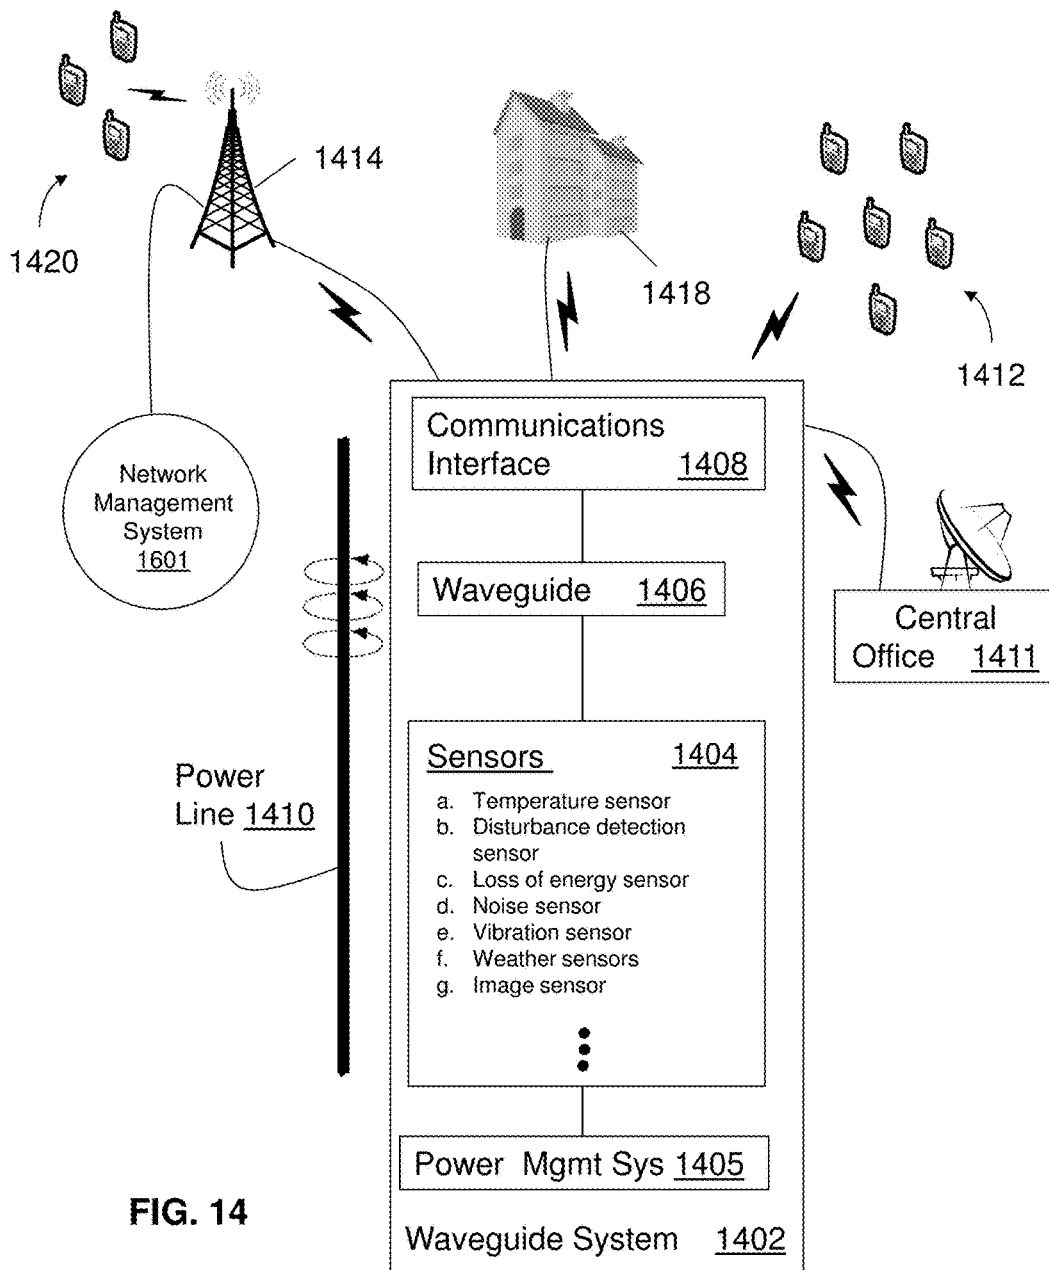 1414
1420
1418
1412
Communications
Interface 1408
Network
Management
System
1601
Waveguide 1406
Central
Office 1411
Sensors 1404
Power
Line 1410
a. Temperature sensor
b. Disturbance detection
sensor
c. Loss of energy sensor
d. Noise sensor
e. Vibration sensor
f. Weather sensors
g. Image sensor
Power Mgmt Sys 1405
FIG. 14
Waveguide System 1402